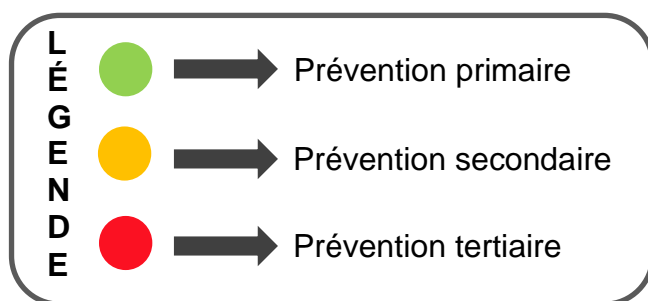 LÉGENDE
Prévention primaire
Prévention secondaire
Prévention tertiaire